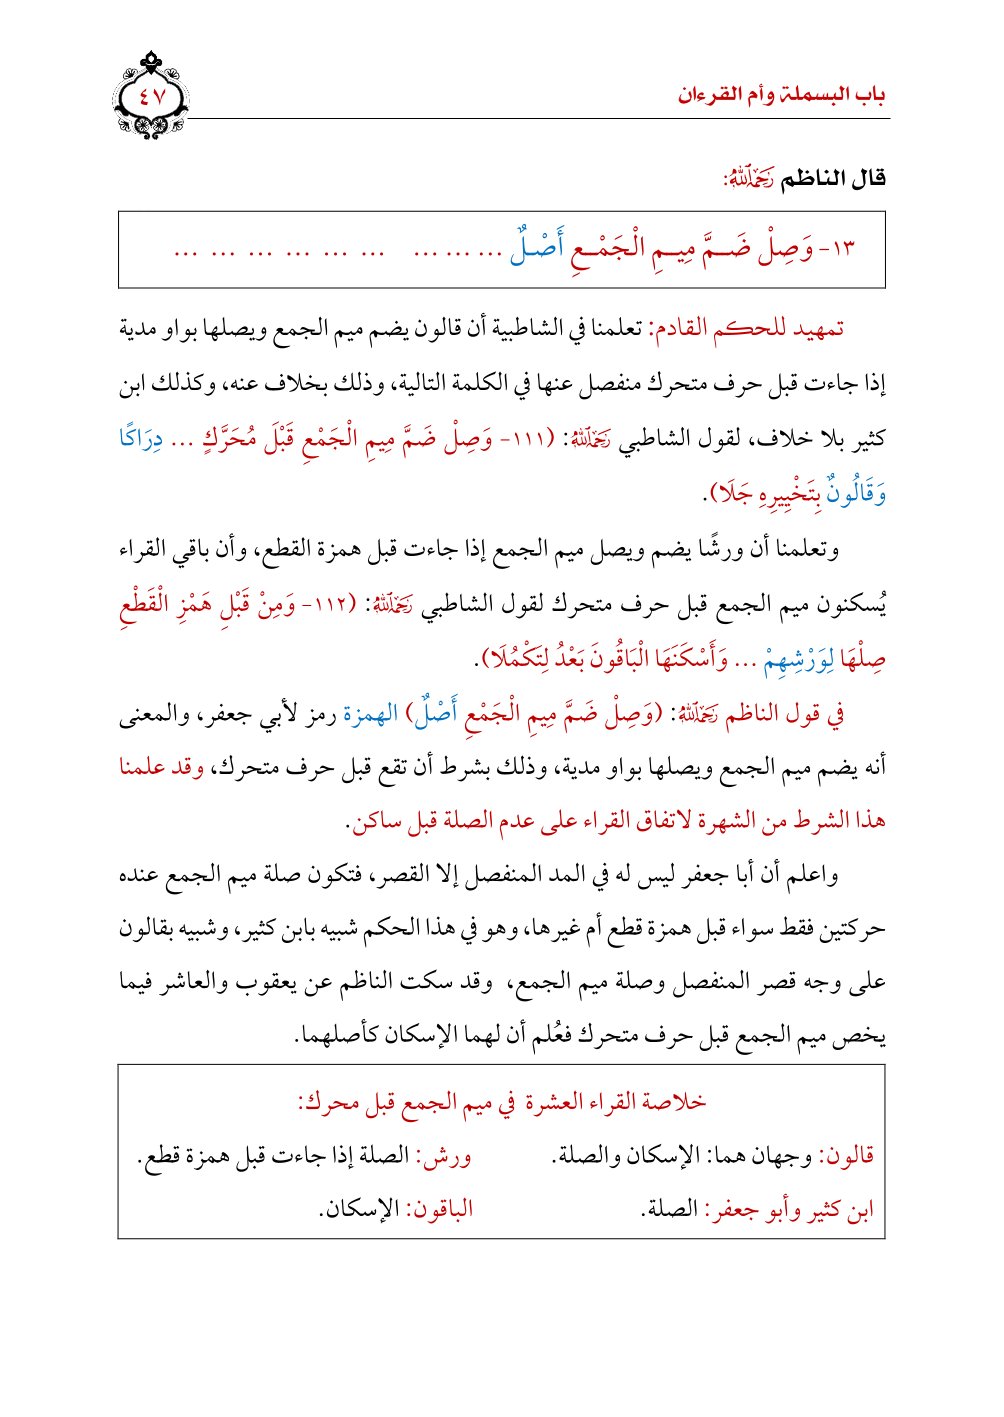 باب البسملة وأم القرءان
٤٧
قال الناظم رَحِمَهُ ٱللَّهُ:
١٣- وَصِلْ ضَمَّ مِيمِ الْجَمْعِ أَصْلٌ ... ... ... ... ... ... ... ... ...
تمهيد للحكم القادم: تعلمنا في الشاطبية أن قالون يضم ميم الجمع ويصلها بواو مدية
إذا جاءت قبل حرف متحرك منفصل عنها في الكلمة التالية، وذلك بخلاف عنه، وكذلك ابن
كثير بلا خلاف، لقول الشاطبي رَحِمَهُ ٱللَّهُ: (١١١- وَصِلْ ضَمَّ مِيمِ الْجَمْعِ قَبْلَ مُحَرَّكٍ ... دِرَاكًا
وَقَالُونٌ بِتَخْيِيرِهِ جَلَا).
وتعلمنا أن ورشًا يضم ويصل ميم الجمع إذا جاءت قبل همزة القطع، وأن باقي القراء
يُسكنون ميم الجمع قبل حرف متحرك لقول الشاطبي رَحِمَهُ ٱللَّهُ: (١١٢- وَمِنْ قَبْلِ هَمْزِ الْقَطْعِ
صِلْهَا لِوَرْشِهِمْ ... وَأَسْكَنَهَا الْبَاقُونَ بَعْدُ لِتَكْمُلَا).
في قول الناظم رَحِمَهُ ٱللَّهُ: (وَصِلْ ضَمَّ مِيمِ الْجَمْعِ أَصْلٌ) الهمزة رمز لأبي جعفر، والمعنى
أنه يضم ميم الجمع ويصلها بواو مدية، وذلك بشرط أن تقع قبل حرف متحرك، وقد علمنا
هذا الشرط من الشهرة لاتفاق القراء على عدم الصلة قبل ساكن.
واعلم أن أبا جعفر ليس له في المد المنفصل إلا القصر، فتكون صلة ميم الجمع عنده
حركتين فقط سواء قبل همزة قطع أم غيرها، وهو في هذا الحكم شبيه بابن كثير، وشبيه بقالون
على وجه قصر المنفصل وصلة ميم الجمع، وقد سكت الناظم عن يعقوب والعاشر فيما
يخص ميم الجمع قبل حرف متحرك فعُلم أن لهما الإسكان كأصلهما.
خلاصة القراء العشرة في ميم الجمع قبل محرك:
قالون: وجهان هما: الإسكان والصلة. ورش: الصلة إذا جاءت قبل همزة قطع.
ابن كثير وأبو جعفر: الصلة. الباقون: الإسكان.